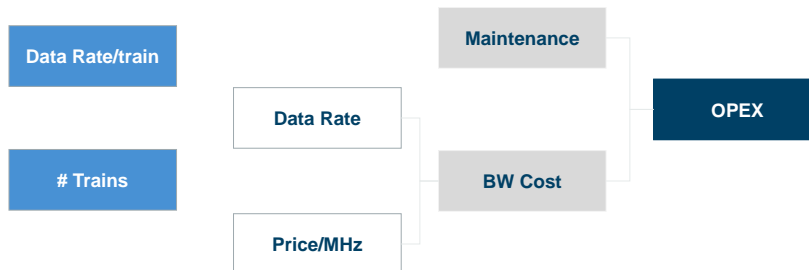 Data Rate/train
# Trains
Data Rate
Price/MHz
Maintenance
BW Cost
OPEX